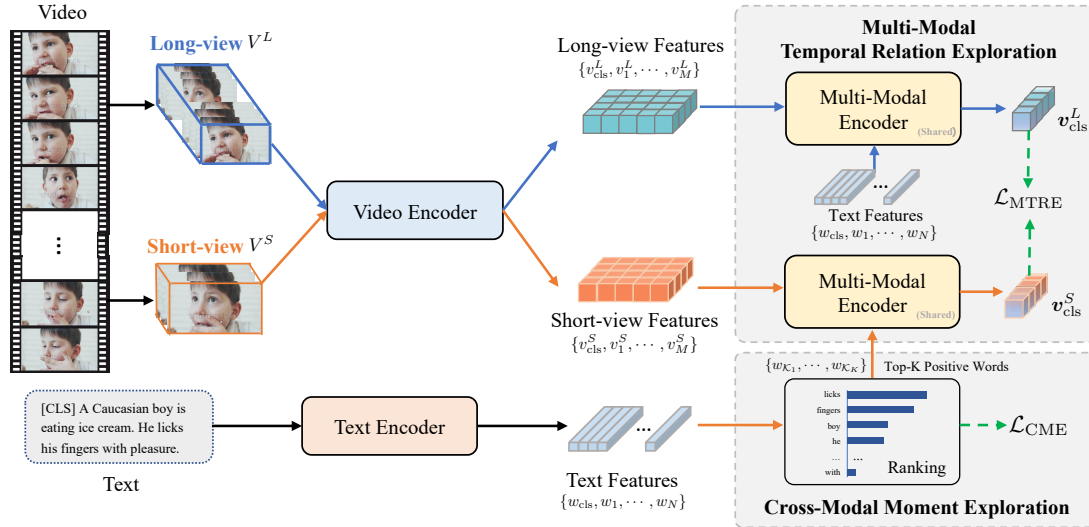 Video
Long-view V^L
Short-view V^S
Video Encoder
Long-view Features
{v^L_cls, v^L_1, ⋯, v^L_M}
Short-view Features
{v^S_cls, v^S_1, ⋯, v^S_M}
Multi-Modal
Temporal Relation Exploration
Multi-Modal
Encoder
(Shared)
v^L_cls
Text Features
{w_cls, w_1, ⋯, w_N}
L_MTRE
Multi-Modal
Encoder
(Shared)
v^S_cls
[CLS] A Caucasian boy is
eating ice cream. He licks
his fingers with pleasure.
Text
Text Encoder
Text Features
{w_cls, w_1, ⋯, w_N}
{w_K_1, ⋯, w_K_K}
Top-K Positive Words
licks
fingers
boy
he
... ...
with
Ranking
L_CME
Cross-Modal Moment Exploration